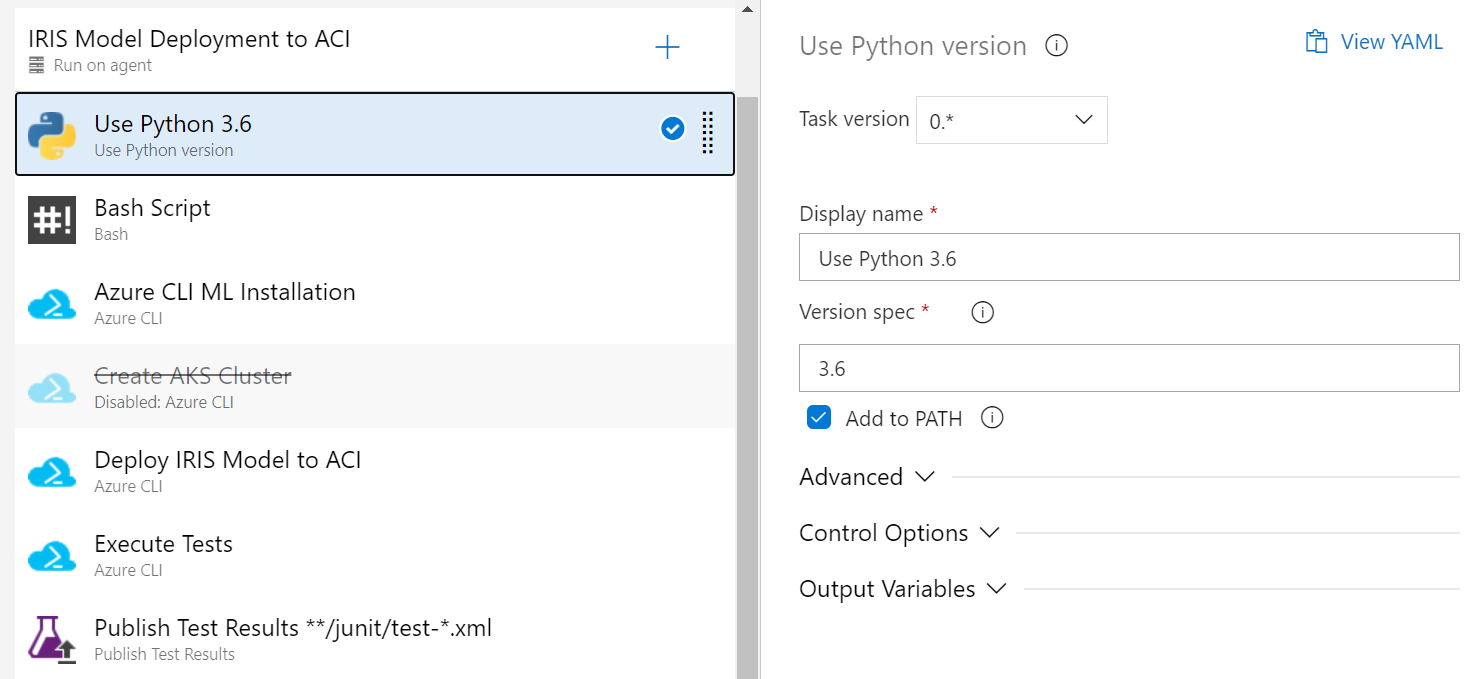 IRIS Model Deployment to ACI
Run on agent
Use Python 3.6
Use Python version
#!
Bash Script
Bash
Azure CLI ML Installation
Azure CLI
Create AKS Cluster
Disabled: Azure CLI
Deploy IRIS Model to ACI
Azure CLI
Execute Tests
Azure CLI
Publish Test Results **/junit/test-*.xml
Publish Test Results
Use Python version
View YAML
Task version 0.*
Display name *
Use Python 3.6
Version spec *
3.6
Add to PATH
Advanced
Control Options
Output Variables